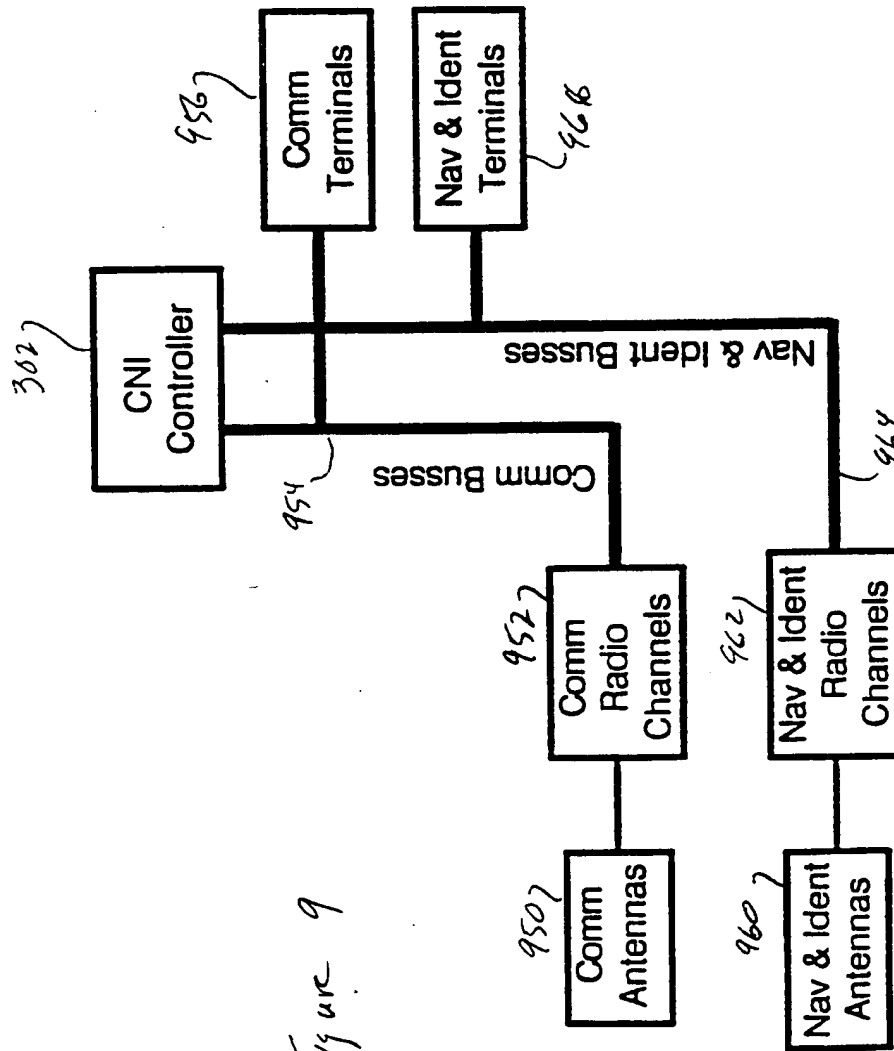 302
CNI
Controller
956
Comm
Terminals
Nav & Ident
Terminals
966
954
Comm Busses
Nav & Ident Busses
964
952
Comm
Radio
Channels
962
Nav & Ident
Radio
Channels
950
Comm
Antennas
960
Nav & Ident
Antennas
Figure 9